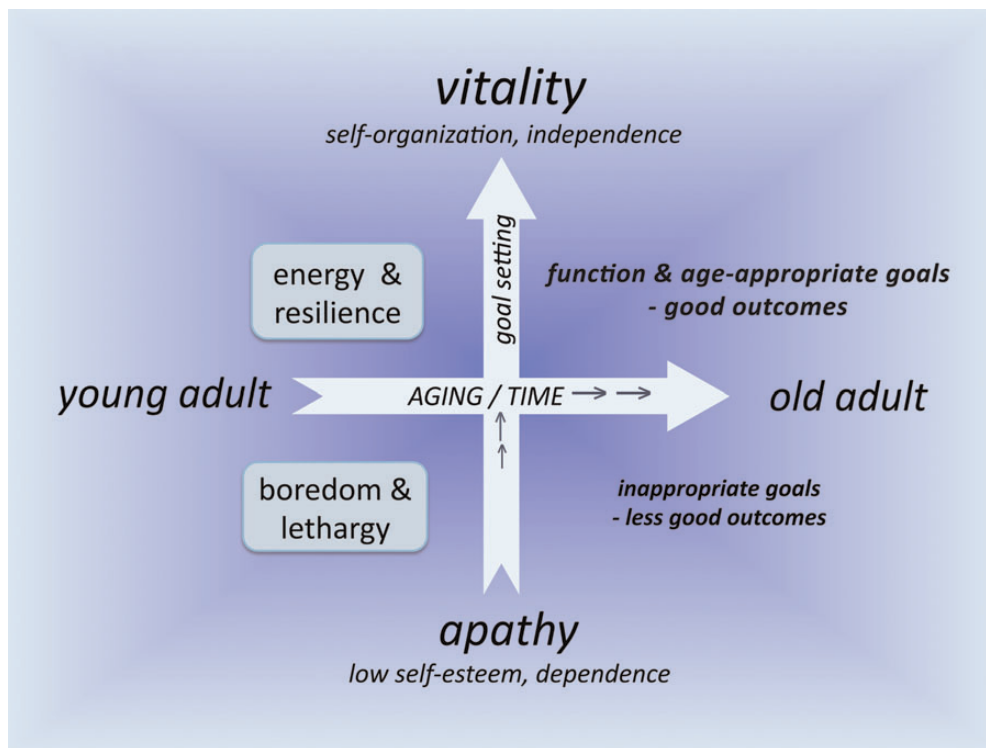 vitality
self-organization, independence
goal setting
energy &
resilience
function & age-appropriate goals
- good outcomes
young adult
AGING / TIME
old adult
boredom &
lethargy
inappropriate goals
- less good outcomes
apathy
low self-esteem, dependence